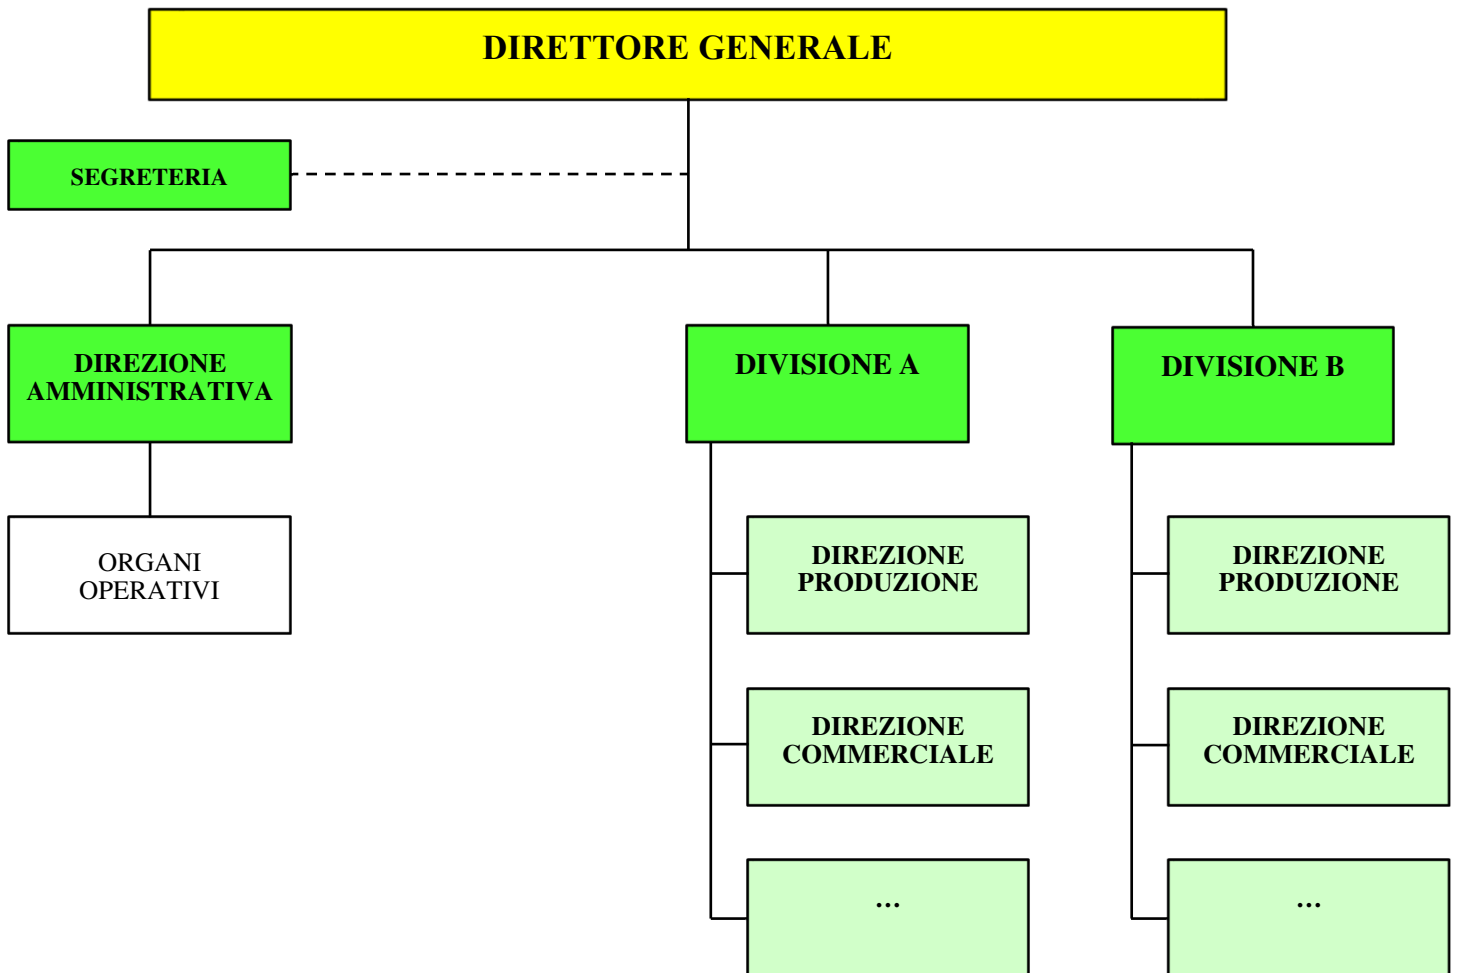 DIRETTORE GENERALE
SEGRETERIA
DIREZIONE
AMMINISTRATIVA
DIVISIONE A
DIVISIONE B
ORGANI
OPERATIVI
DIREZIONE
PRODUZIONE
DIREZIONE
PRODUZIONE
DIREZIONE
COMMERCIALE
DIREZIONE
COMMERCIALE
...
...